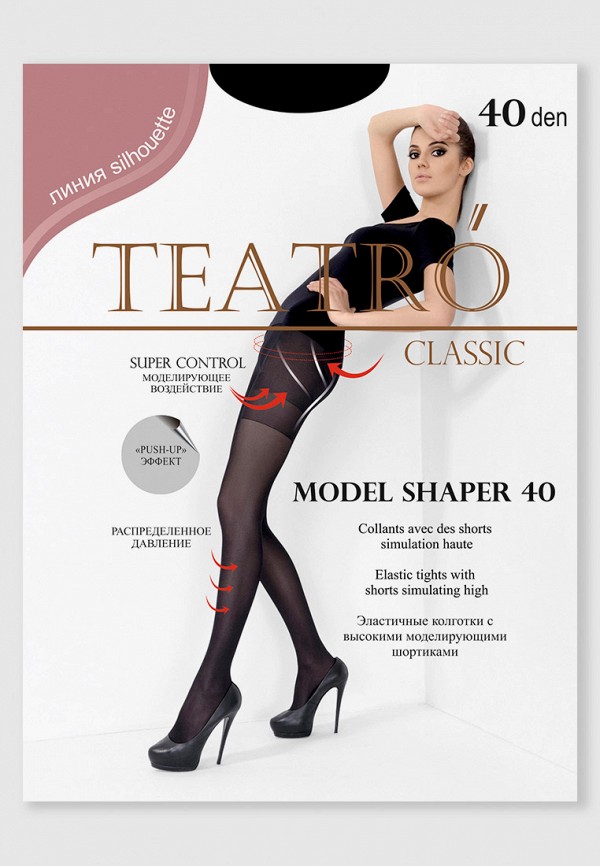 линия silhouette
40 den
TEATRŐ
CLASSIC
SUPER CONTROL
МОДЕЛИРУЮЩЕЕ
ВОЗДЕЙСТВИЕ
«PUSH-UP»
ЭФФЕКТ
MODEL SHAPER 40
РАСПРЕДЕЛЕННОЕ
ДАВЛЕНИЕ
Collants avec des shorts
simulation haute
Elastic tights with
shorts simulating high
Эластичные колготки с
высокими моделирующими
шортиками